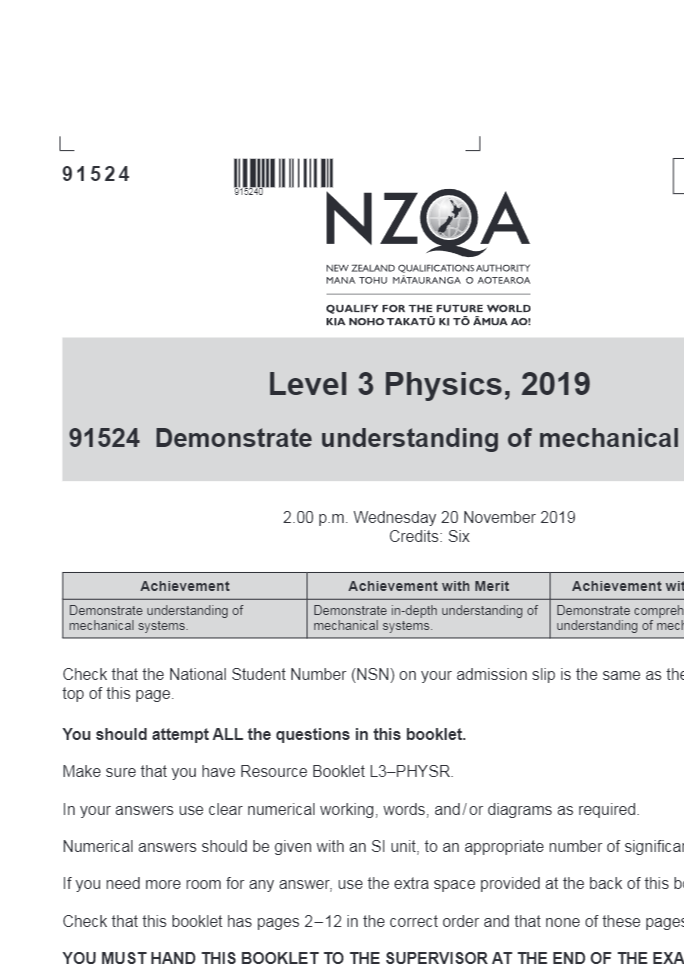 91524
915240
NZQA
NEW ZEALAND QUALIFICATIONS AUTHORITY
MANA TOHU MĀTAURANGA O AOTEAROA
QUALIFY FOR THE FUTURE WORLD
KIA NOHO TAKATŪ KI TŌ ĀMUA AO!
Level 3 Physics, 2019
91524 Demonstrate understanding of mechanical
2.00 p.m. Wednesday 20 November 2019
Credits: Six
Achievement
Achievement with Merit
Achievement wit
Demonstrate understanding of
mechanical systems.
Demonstrate in-depth understanding of
mechanical systems.
Demonstrate compreh
understanding of mech
Check that the National Student Number (NSN) on your admission slip is the same as the
top of this page.
You should attempt ALL the questions in this booklet.
Make sure that you have Resource Booklet L3–PHYSR.
In your answers use clear numerical working, words, and/or diagrams as required.
Numerical answers should be given with an SI unit, to an appropriate number of significan
If you need more room for any answer, use the extra space provided at the back of this b
Check that this booklet has pages 2–12 in the correct order and that none of these pages
YOU MUST HAND THIS BOOKLET TO THE SUPERVISOR AT THE END OF THE EXA